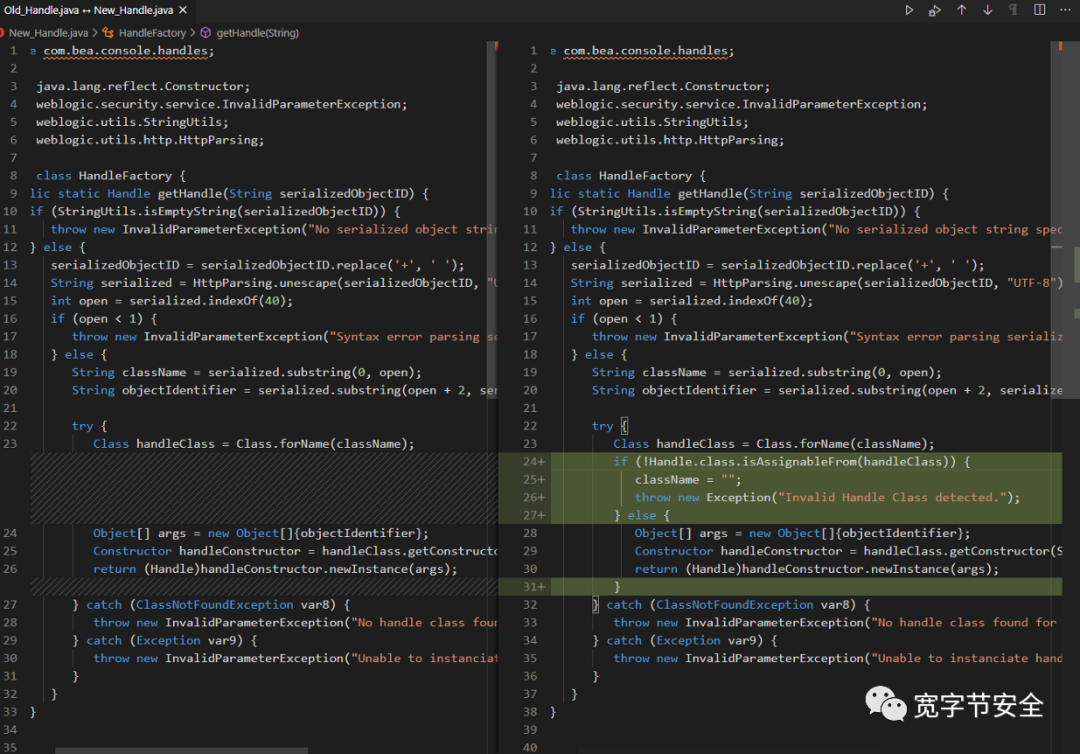 Old_Handle.java ↔ New_Handle.java ×
New_Handle.java > HandleFactory > getHandle(String)
1 e com.bea.console.handles;
2
3 java.lang.reflect.Constructor;
4 weblogic.security.service.InvalidParameterException;
5 weblogic.utils.StringUtils;
6 weblogic.utils.http.HttpParsing;
7
8 class HandleFactory {
9 lic static Handle getHandle(String serializedObjectID) {
10 if (StringUtils.isEmptyString(serializedObjectID)) {
11 throw new InvalidParameterException("No serialized object strin
12 } else {
13 serializedObjectID = serializedObjectID.replace('+', ' ');
14 String serialized = HttpParsing.unescape(serializedObjectID, "U
15 int open = serialized.indexOf(40);
16 if (open < 1) {
17 throw new InvalidParameterException("Syntax error parsing se
18 } else {
19 String className = serialized.substring(0, open);
20 String objectIdentifier = serialized.substring(open + 2, ser
21
22 try {
23 Class handleClass = Class.forName(className);
24 Object[] args = new Object[]{objectIdentifier};
25 Constructor handleConstructor = handleClass.getConstructo
26 return (Handle)handleConstructor.newInstance(args);
27 } catch (ClassNotFoundException var8) {
28 throw new InvalidParameterException("No handle class foun
29 } catch (Exception var9) {
30 throw new InvalidParameterException("Unable to instanciat
31 }
32 }
33 }
34
35
1 e com.bea.console.handles;
2
3 java.lang.reflect.Constructor;
4 weblogic.security.service.InvalidParameterException;
5 weblogic.utils.StringUtils;
6 weblogic.utils.http.HttpParsing;
7
8 class HandleFactory {
9 lic static Handle getHandle(String serializedObjectID) {
10 if (StringUtils.isEmptyString(serializedObjectID)) {
11 throw new InvalidParameterException("No serialized object string spec
12 } else {
13 serializedObjectID = serializedObjectID.replace('+', ' ');
14 String serialized = HttpParsing.unescape(serializedObjectID, "UTF-8")
15 int open = serialized.indexOf(40);
16 if (open < 1) {
17 throw new InvalidParameterException("Syntax error parsing seriali
18 } else {
19 String className = serialized.substring(0, open);
20 String objectIdentifier = serialized.substring(open + 2, serialize
21
22 try {
23 Class handleClass = Class.forName(className);
24+ if (!Handle.class.isAssignableFrom(handleClass)) {
25+ className = "";
26+ throw new Exception("Invalid Handle Class detected.");
27+ } else {
28 Object[] args = new Object[]{objectIdentifier};
29 Constructor handleConstructor = handleClass.getConstructor(S
30 return (Handle)handleConstructor.newInstance(args);
31+ }
32 } catch (ClassNotFoundException var8) {
33 throw new InvalidParameterException("No handle class found for
34 } catch (Exception var9) {
35 throw new InvalidParameterException("Unable to instanciate hand
36 }
37 }
38 }
39
40
宽字节安全